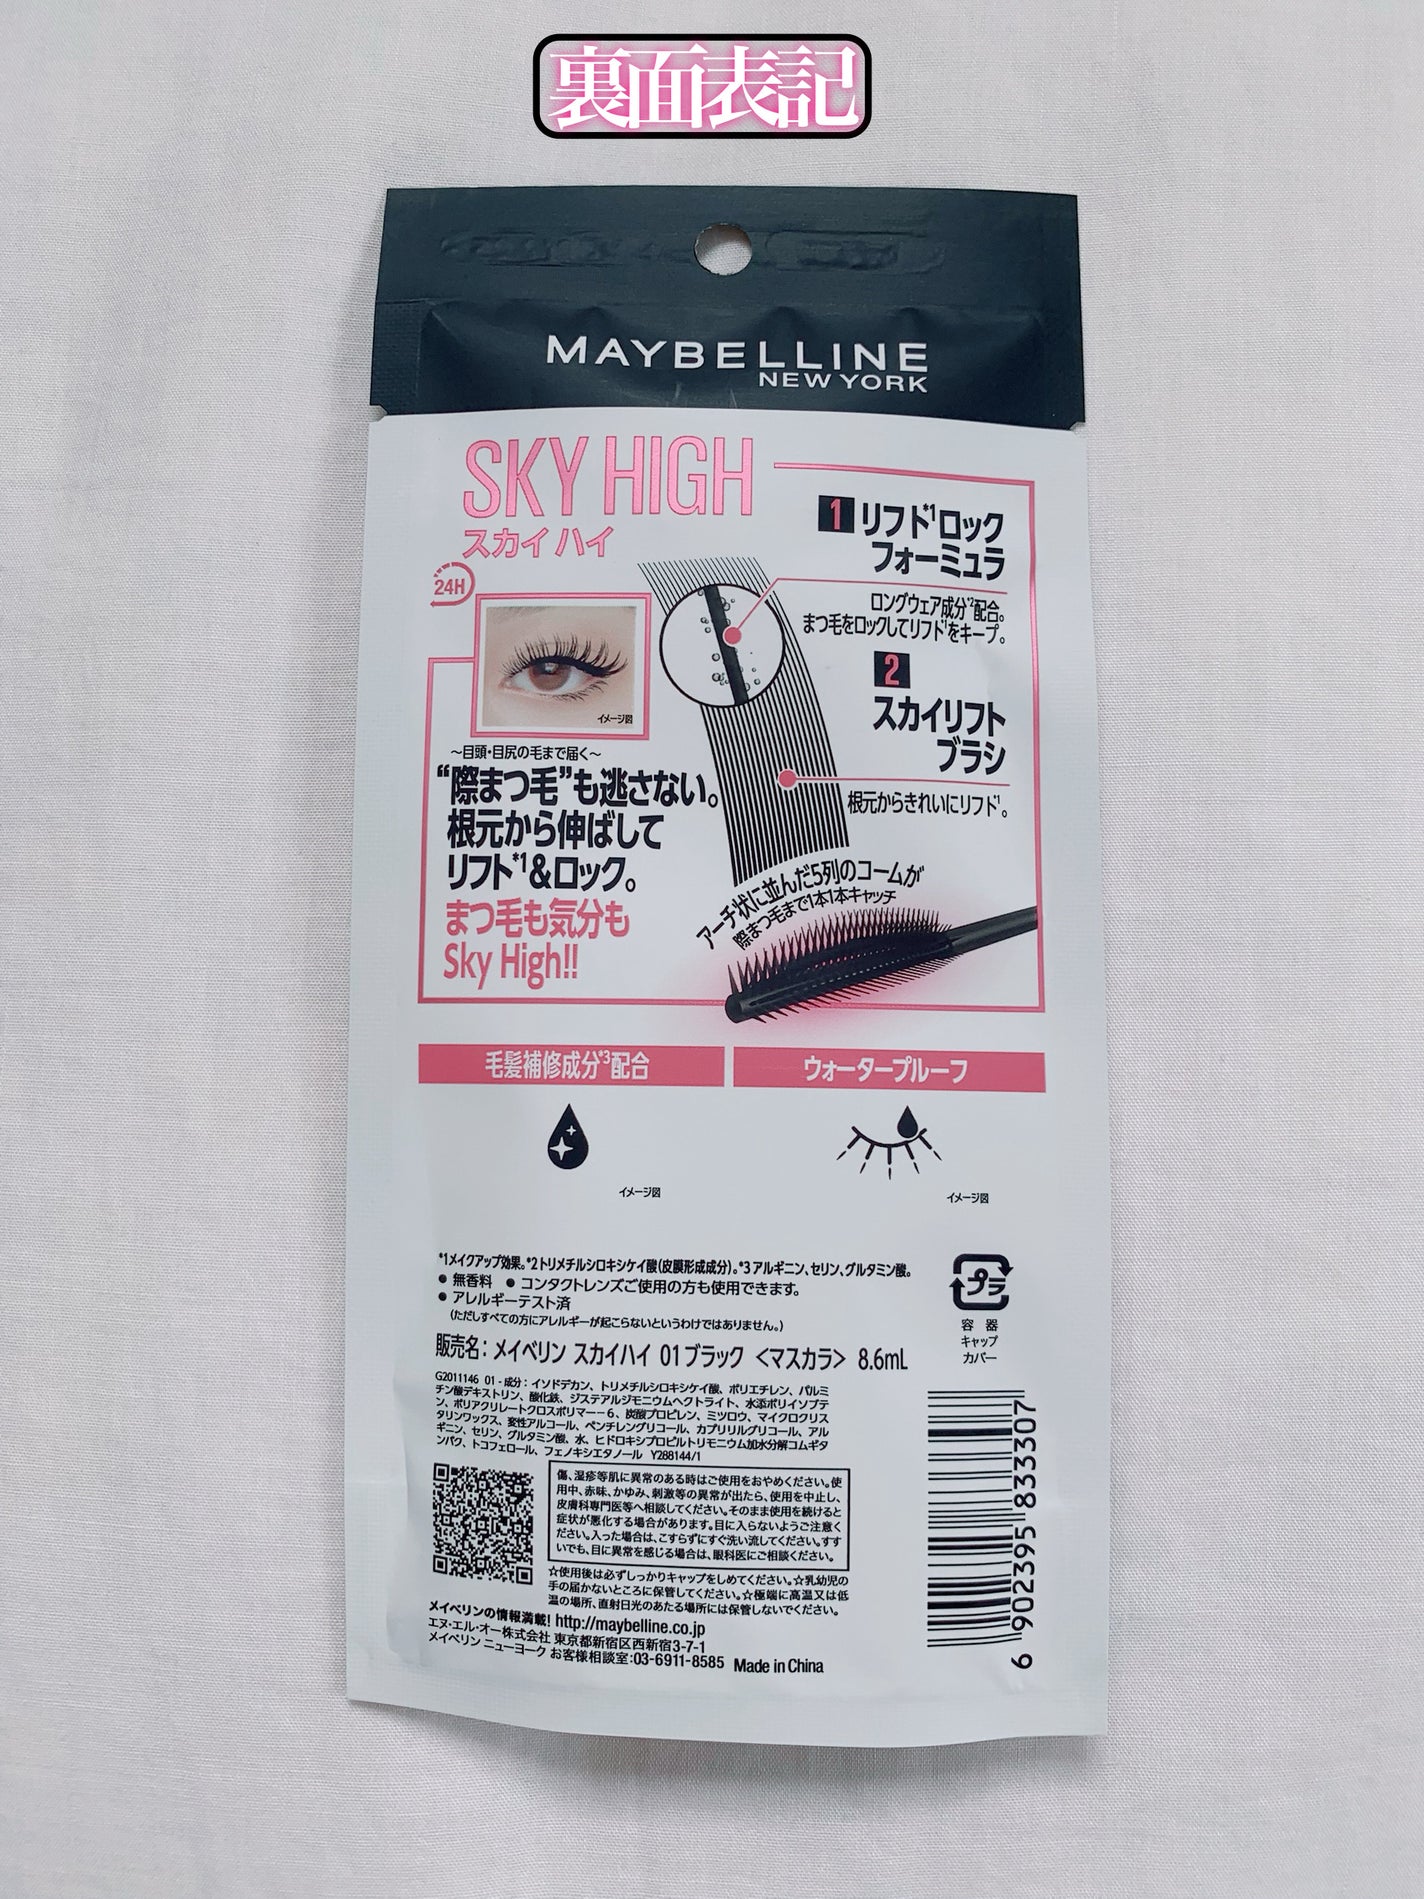 裏面表記
MAYBELLINE
NEW YORK
SKY HIGH
スカイ ハイ
24H
イメージ図
～目頭・目尻の毛まで届く～
“際まつ毛”も逃さない。
根元から伸ばして
リフト*1&ロック。
まつ毛も気分も
Sky High!!
1 リフト*1ロック
フォーミュラ
ロングウェア成分*2配合。
まつ毛をロックしてリフト*1をキープ。
2
スカイリフト
ブラシ
根元からきれいにリフト*1。
アーチ状に並んだ5列のコームが
際まつ毛まで1本1本キャッチ
毛髪補修成分*3配合
イメージ図
ウォータープルーフ
イメージ図
*1メイクアップ効果。*2トリメチルシロキシケイ酸(皮膜形成成分)。*3 アルギニン、セリン、グルタミン酸。
● 無香料 ● コンタクトレンズご使用の方も使用できます。
● アレルギーテスト済
(ただしすべての方にアレルギーが起こらないというわけではありません。)
販売名: メイベリン スカイハイ 01 ブラック <マスカラ> 8.6mL
G2011146 01 - 成分 : イソドデカン、トリメチルシロキシケイ酸、ポリエチレン、パルミ
チン酸デキストリン、酸化鉄、ジステアルジモニウムヘクトライト、水添ポリイソブテ
ン、ポリアクリレートクロスポリマー－6、炭酸プロピレン、ミツロウ、マイクロクリス
タリンワックス、変性アルコール、ペンチレングリコール、カプリリルグリコール、アル
ギニン、セリン、グルタミン酸、水、ヒドロキシプロピルトリモニウム加水分解コムギタ
ンパク、トコフェロール、フェノキシエタノール Y288144/1
傷、湿疹等肌に異常のある時はご使用をおやめください。使
用中、赤味、かゆみ、刺激等の異常が出たら、使用を中止し、
皮膚科専門医等へ相談してください。そのまま使用を続けると
症状が悪化する場合があります。目に入らないようご注意く
ださい。入った場合は、こすらずにすぐ洗い流してください。すす
いでも、目に異常を感じる場合は、眼科医にご相談ください。
☆使用後は必ずしっかりキャップをしめてください。☆乳幼児の
手の届かないところに保管してください。☆極端に高温又は低
温の場所、直射日光のあたる場所には保管しないでください。
メイベリンの情報満載! http://maybelline.co.jp
エヌ・エル・オー株式会社 東京都新宿区西新宿3-7-1
メイベリン ニューヨーク お客様相談室:03-6911-8585 Made in China
プラ
容 器
キャップ
カバー
6 902395 833307